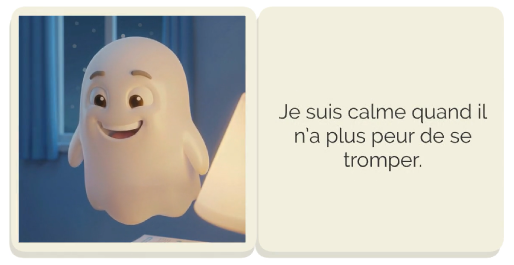 Je suis calme quand il
n'a plus peur de se
tromper.